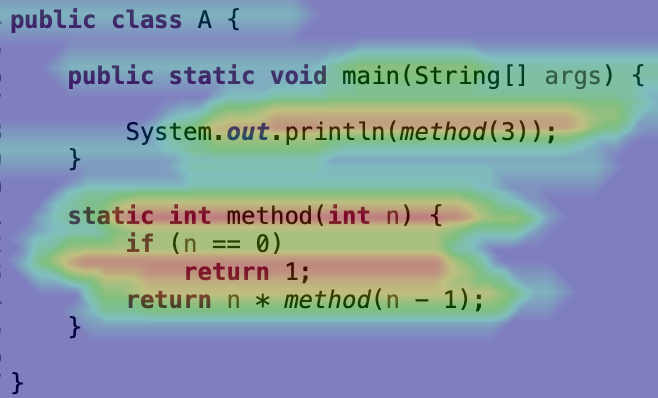 public class A {
public static void main(String[] args) {
System.out.println(method(3));
}
static int method(int n) {
if (n == 0)
return 1;
return n * method(n - 1);
}
}